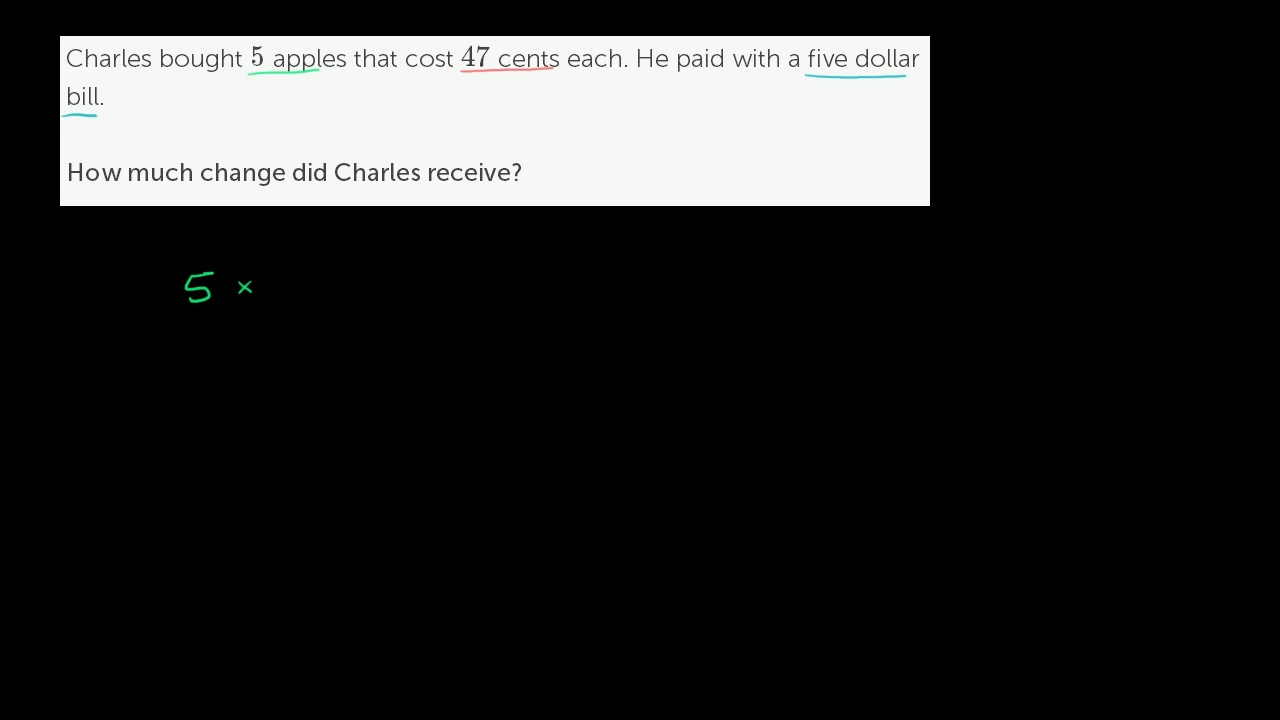 Charles bought 5 apples that cost 47 cents each. He paid with a five dollar
bill.
How much change did Charles receive?
5 ×